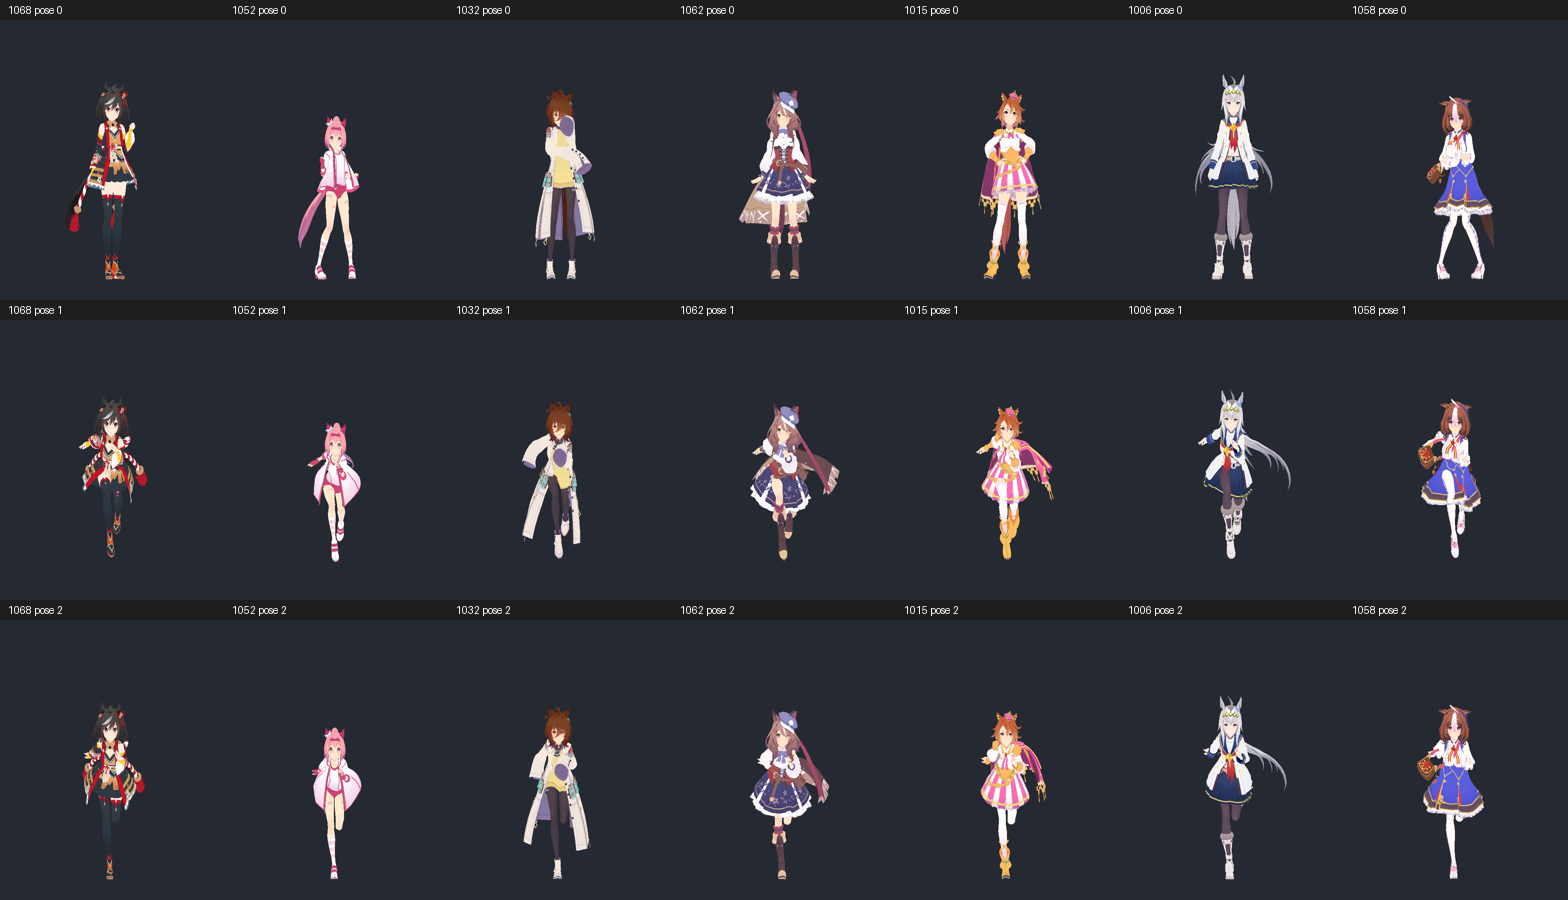 1068 pose 0
1052 pose 0
1032 pose 0
1062 pose 0
1015 pose 0
1006 pose 0
1058 pose 0
1068 pose 1
1052 pose 1
1032 pose 1
1062 pose 1
1015 pose 1
1006 pose 1
1058 pose 1
1068 pose 2
1052 pose 2
1032 pose 2
1062 pose 2
1015 pose 2
1006 pose 2
1058 pose 2